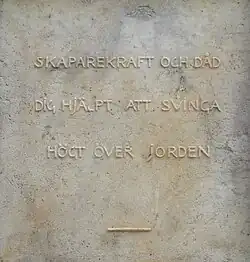 SKAPAREKRAFT OCH DÅD
DIG HJÄLPT ATT SVINGA
HÖGT ÖVER JORDEN